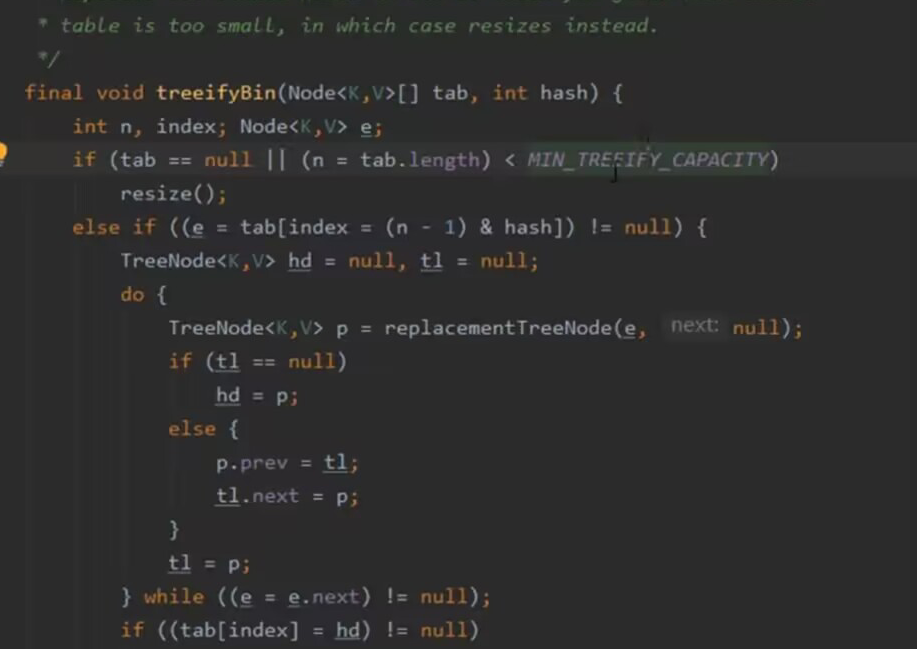 * table is too small, in which case resizes instead.
*/
final void treeifyBin(Node<K,V>[] tab, int hash) {
int n, index; Node<K,V> e;
if (tab == null || (n = tab.length) < MIN_TREEIFY_CAPACITY)
resize();
else if ((e = tab[index = (n - 1) & hash]) != null) {
TreeNode<K,V> hd = null, tl = null;
do {
TreeNode<K,V> p = replacementTreeNode(e, next: null);
if (tl == null)
hd = p;
else {
p.prev = tl;
tl.next = p;
}
tl = p;
} while ((e = e.next) != null);
if ((tab[index] = hd) != null)